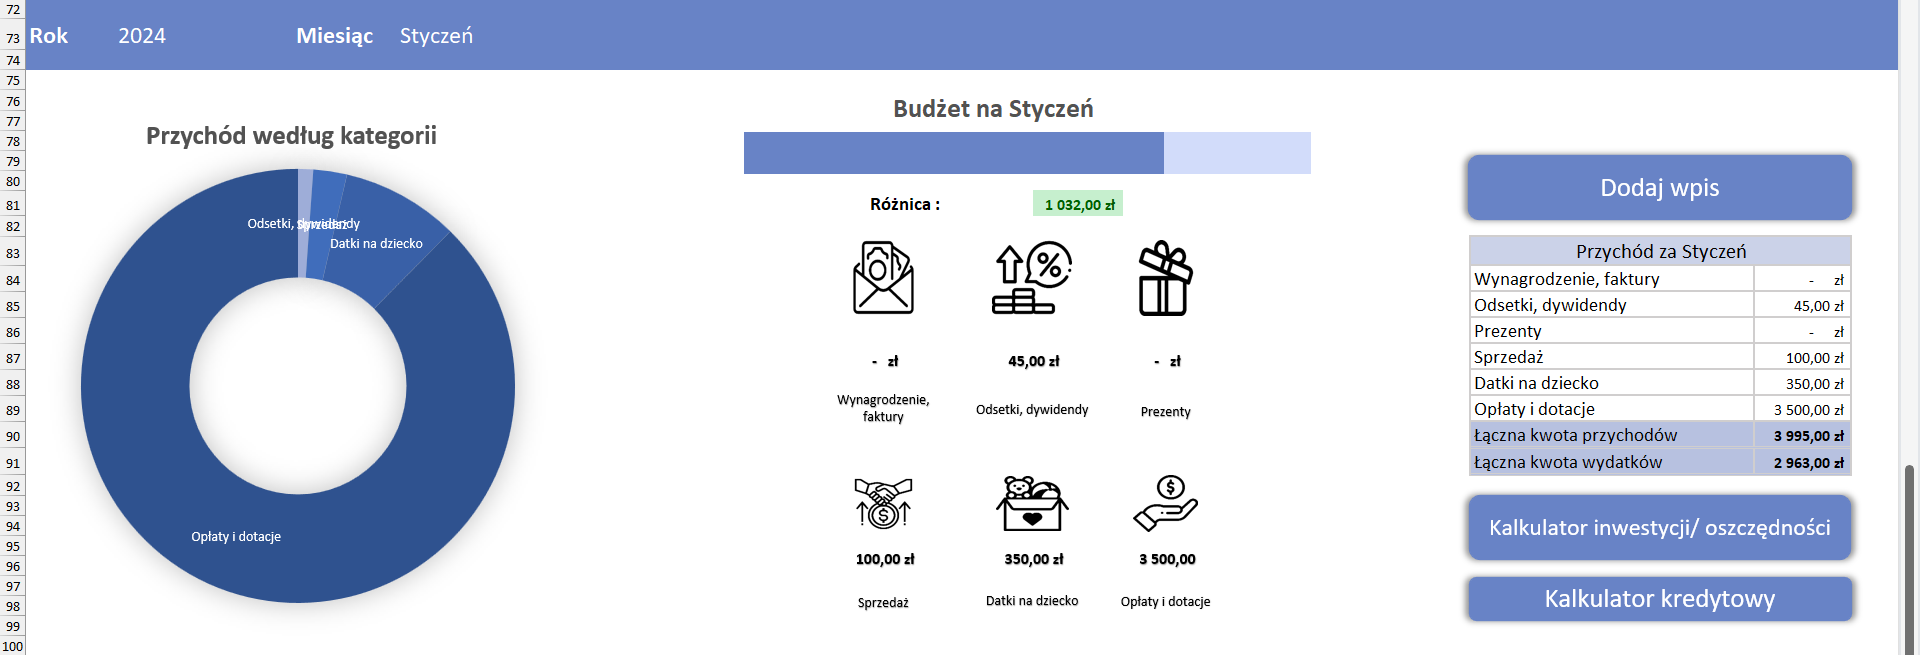 72
73
74
75
76
77
78
79
80
81
82
83
84
85
86
87
88
89
90
91
92
93
94
95
96
97
98
99
100
Rok 2024 Miesiąc Styczeń
Przychód według kategorii
Odsetki, dywidendy
Sprzedaż
Datki na dziecko
Opłaty i dotacje
Budżet na Styczeń
Różnica : 1 032,00 zł
- zł 45,00 zł - zł
Wynagrodzenie,
faktury
Odsetki, dywidendy
Prezenty
100,00 zł 350,00 zł 3 500,00
Sprzedaż Datki na dziecko Opłaty i dotacje
Dodaj wpis
Przychód za Styczeń
Wynagrodzenie, faktury - zł
Odsetki, dywidendy 45,00 zł
Prezenty - zł
Sprzedaż 100,00 zł
Datki na dziecko 350,00 zł
Opłaty i dotacje 3 500,00 zł
Łączna kwota przychodów 3 995,00 zł
Łączna kwota wydatków 2 963,00 zł
Kalkulator inwestycji/ oszczędności
Kalkulator kredytowy